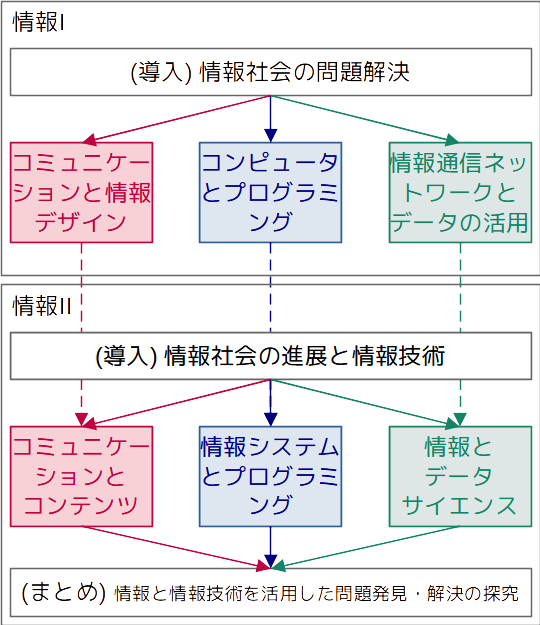 情報I
(導入) 情報社会の問題解決
コミュニケー
ションと情報
デザイン
コンピュータ
とプログラミ
ング
情報通信ネッ
トワークと
データの活用
情報II
(導入) 情報社会の進展と情報技術
コミュニケー
ションと
コンテンツ
情報システム
とプログラミ
ング
情報と
データ
サイエンス
(まとめ) 情報と情報技術を活用した問題発見・解決の探究